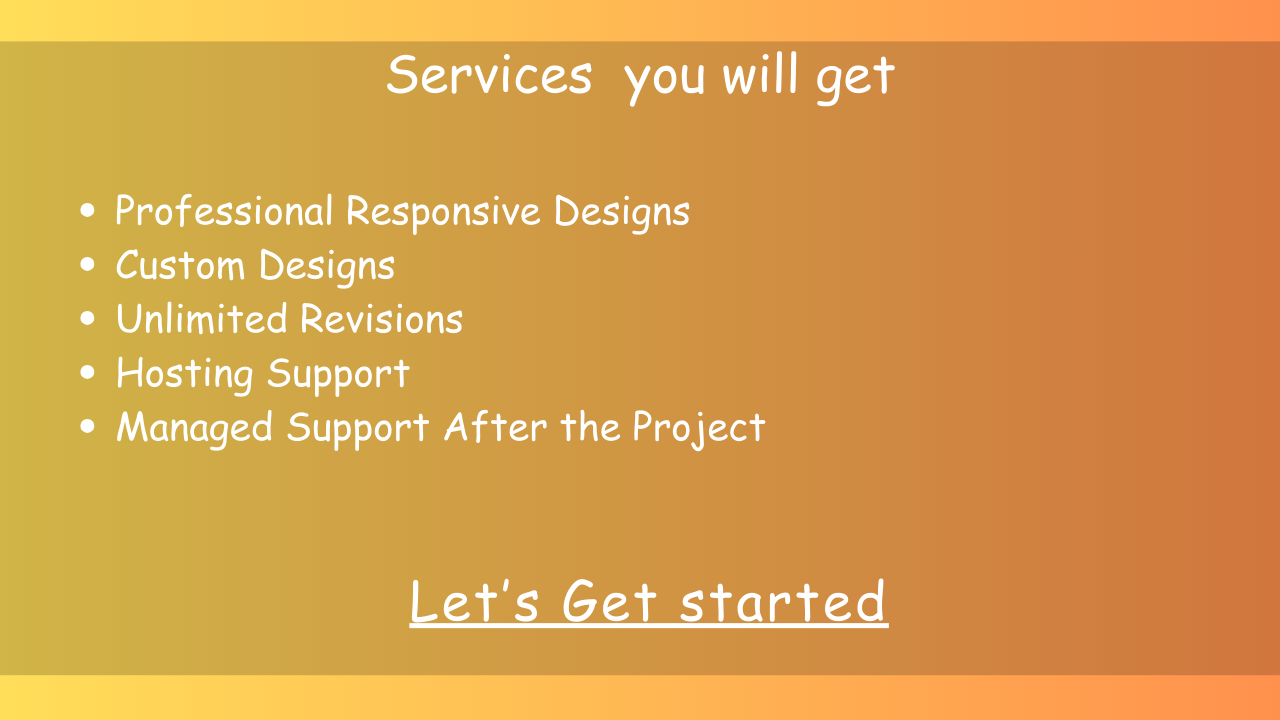 Services  you will get
• Professional Responsive Designs
• Custom Designs
• Unlimited Revisions
• Hosting Support
• Managed Support After the Project
Let’s Get started